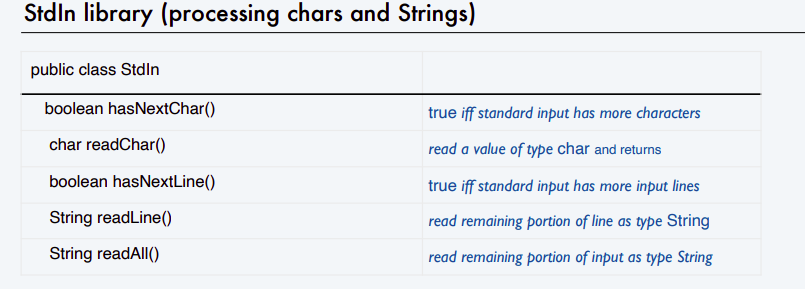 StdIn library (processing chars and Strings)
public class StdIn
boolean hasNextChar() true iff standard input has more characters
char readChar() read a value of type char and returns
boolean hasNextLine() true iff standard input has more input lines
String readLine() read remaining portion of line as type String
String readAll() read remaining portion of input as type String